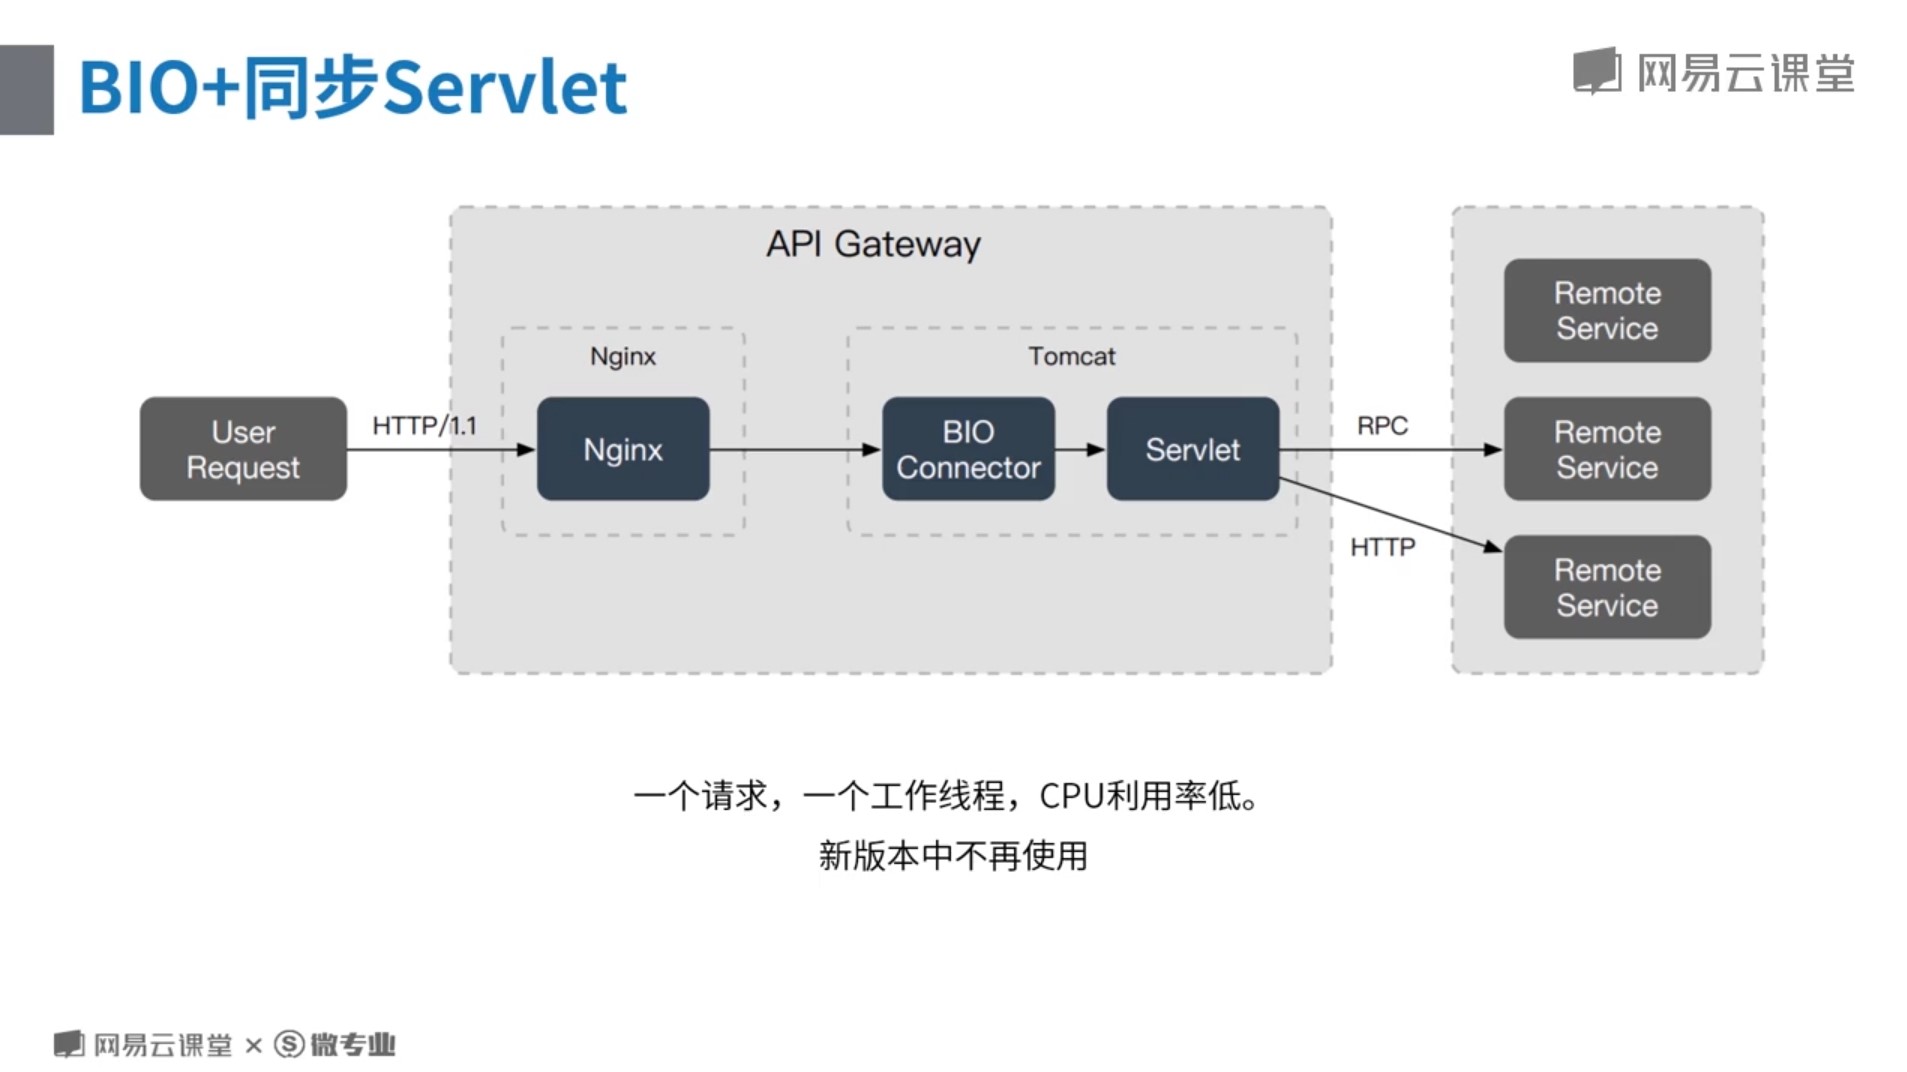 BIO+同步Servlet
网易云课堂
API Gateway
Nginx
Tomcat
User
Request
HTTP/1.1
Nginx
BIO
Connector
Servlet
RPC
HTTP
Remote
Service
Remote
Service
Remote
Service
一个请求，一个工作线程，CPU利用率低。
新版本中不再使用
网易云课堂 × 微专业